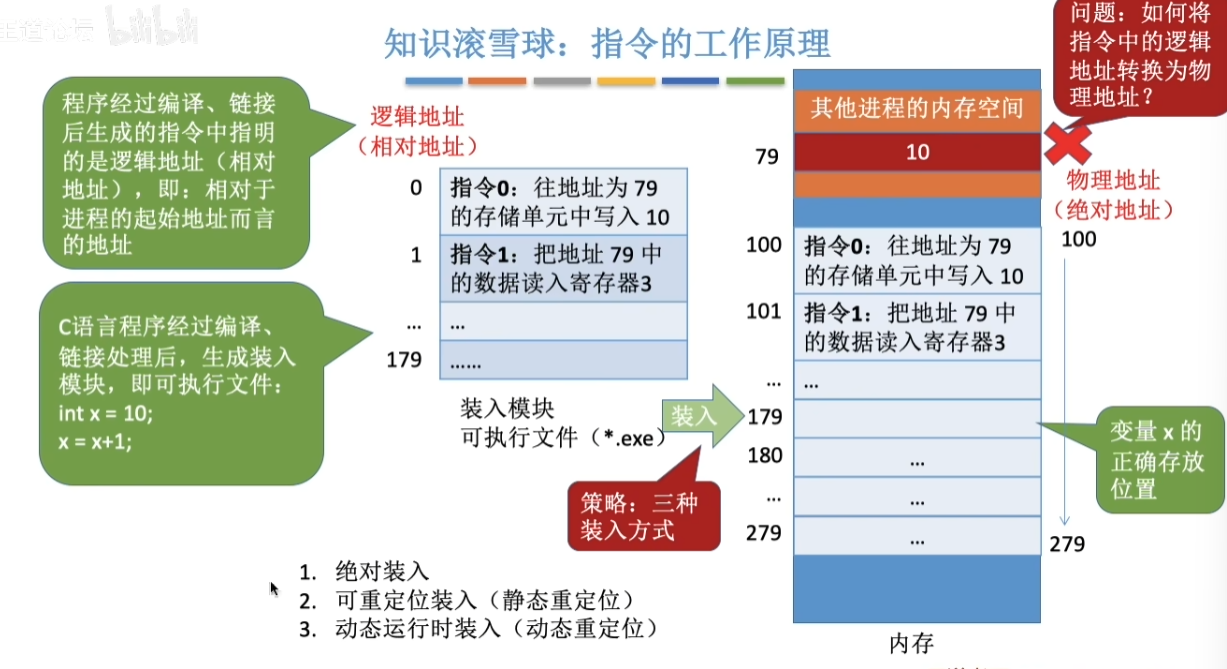 王道论坛 bilibili
知识滚雪球：指令的工作原理
问题：如何将
指令中的逻辑
地址转换为物
理地址？
程序经过编译、链接
后生成的指令中指明
的是逻辑地址（相对
地址），即：相对于
进程的起始地址而言
的地址
C语言程序经过编译、
链接处理后，生成装入
模块，即可执行文件：
int x = 10;
x = x+1;
逻辑地址
（相对地址）
0
指令0：往地址为 79
的存储单元中写入 10
1
指令1：把地址 79 中
的数据读入寄存器3
...
...
179
......
装入模块
可执行文件（*.exe）
装入
策略：三种
装入方式
其他进程的内存空间
79
10
物理地址
（绝对地址）
100
指令0：往地址为 79
的存储单元中写入 10
100
101
指令1：把地址 79 中
的数据读入寄存器3
...
...
179
180
...
...
...
279
...
279
变量 x 的
正确存放
位置
内存
1. 绝对装入
2. 可重定位装入（静态重定位）
3. 动态运行时装入（动态重定位）